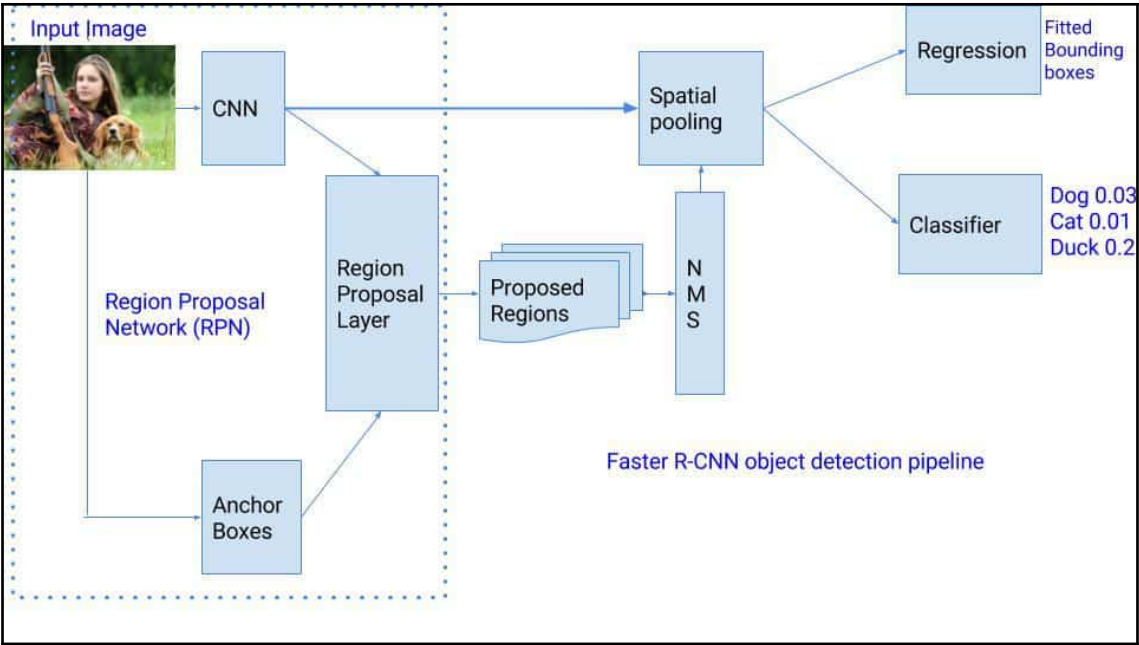 Input Image
CNN
Spatial
pooling
Regression
Fitted
Bounding
boxes
Classifier
Dog 0.03
Cat 0.01
Duck 0.2
Region Proposal
Network (RPN)
Region
Proposal
Layer
Proposed
Regions
N
M
S
Anchor
Boxes
Faster R-CNN object detection pipeline